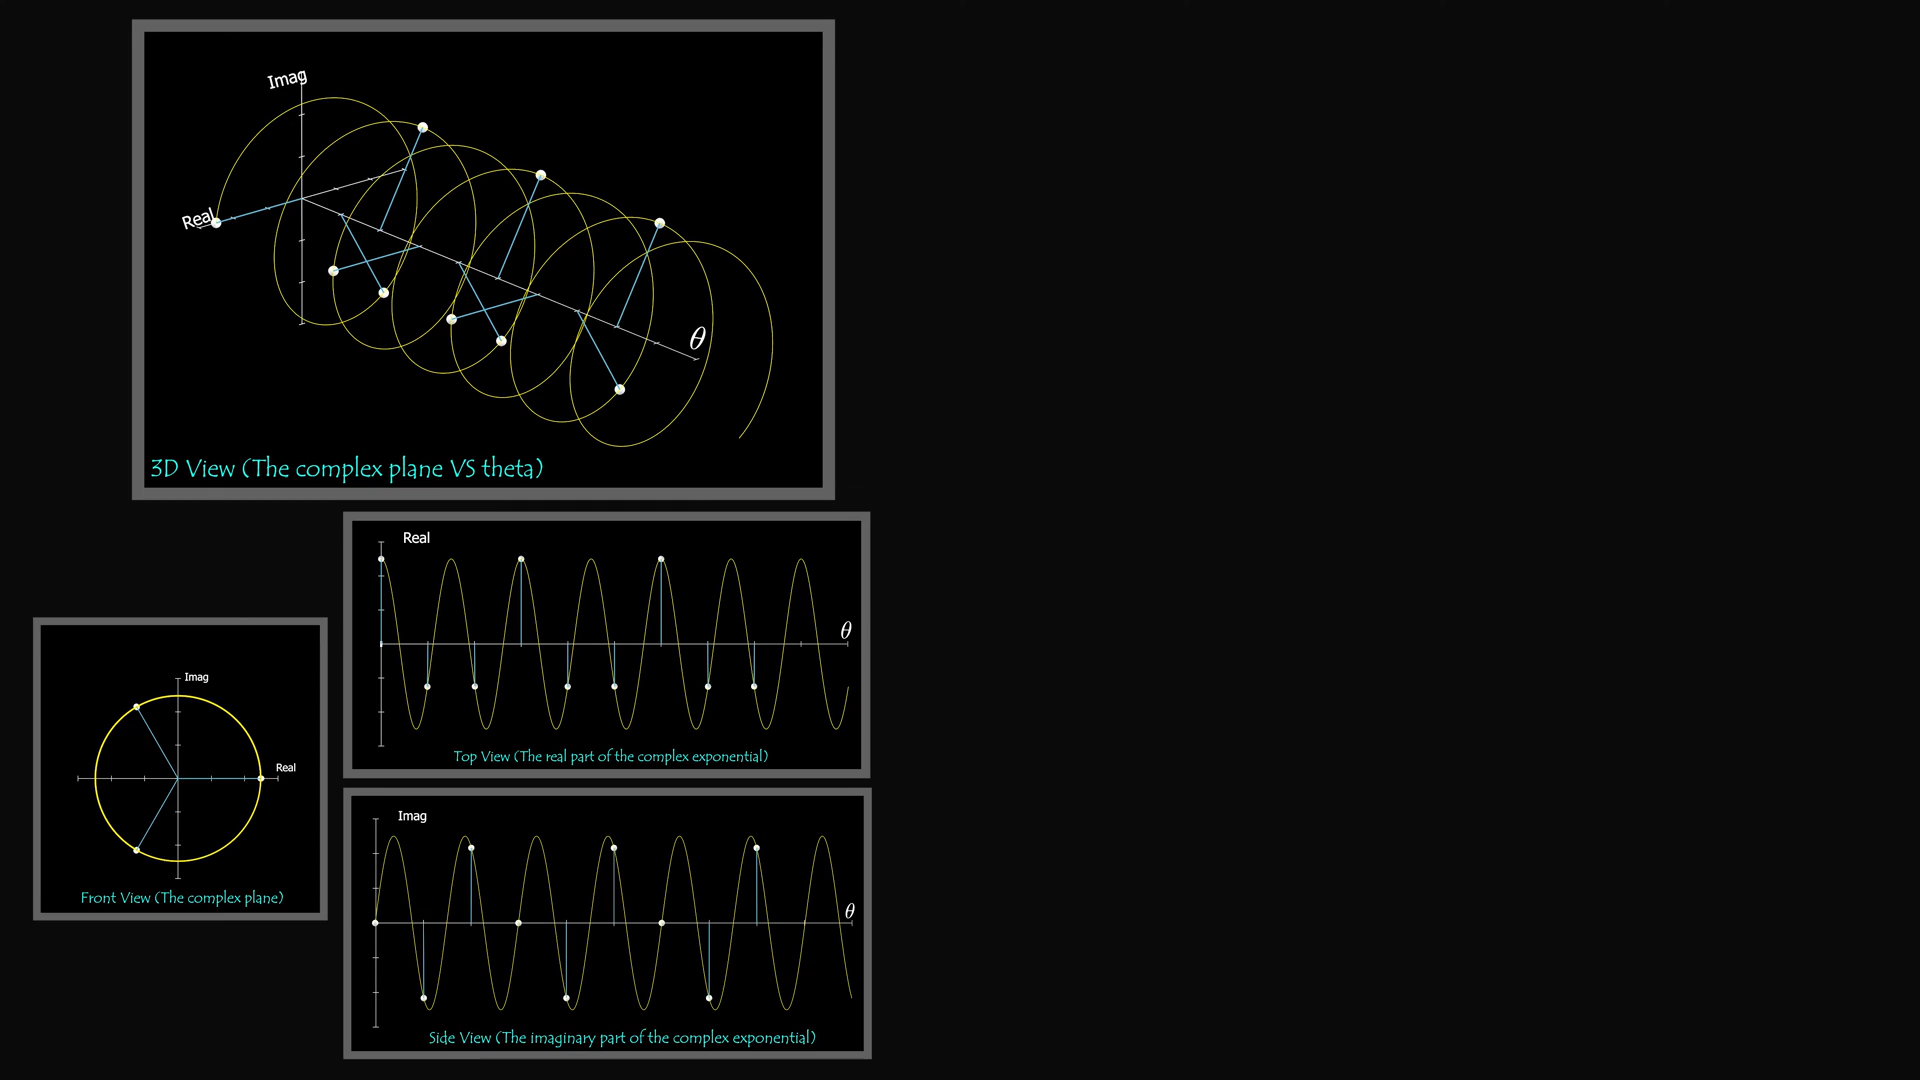 Imag
Real
θ
3D View (The complex plane VS theta)
Real
θ
Top View (The real part of the complex exponential)
Imag
Real
Front View (The complex plane)
Imag
θ
Side View (The imaginary part of the complex exponential)